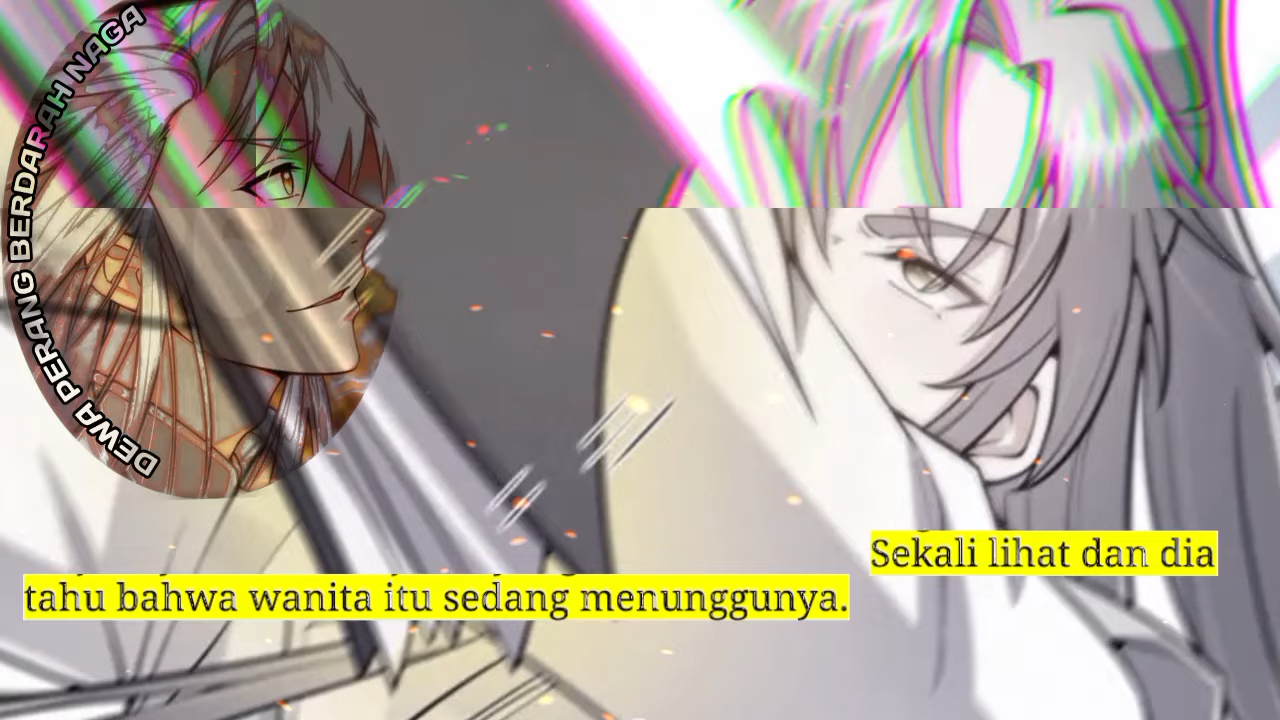 DEWA PERANG BERDARAH NAGA
Sekali lihat dan dia
tahu bahwa wanita itu sedang menunggunya.